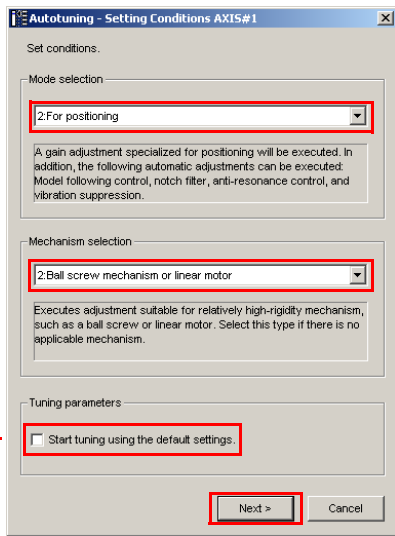 Autotuning - Setting Conditions AXIS#1
Set conditions.
Mode selection
2:For positioning
A gain adjustment specialized for positioning will be executed. In
addition, the following automatic adjustments can be executed:
Model following control, notch filter, anti-resonance control, and
vibration suppression.
Mechanism selection
2:Ball screw mechanism or linear motor
Executes adjustment suitable for relatively high-rigidity mechanism,
such as a ball screw or linear motor. Select this type if there is no
applicable mechanism.
Tuning parameters
Start tuning using the default settings.
Next >
Cancel